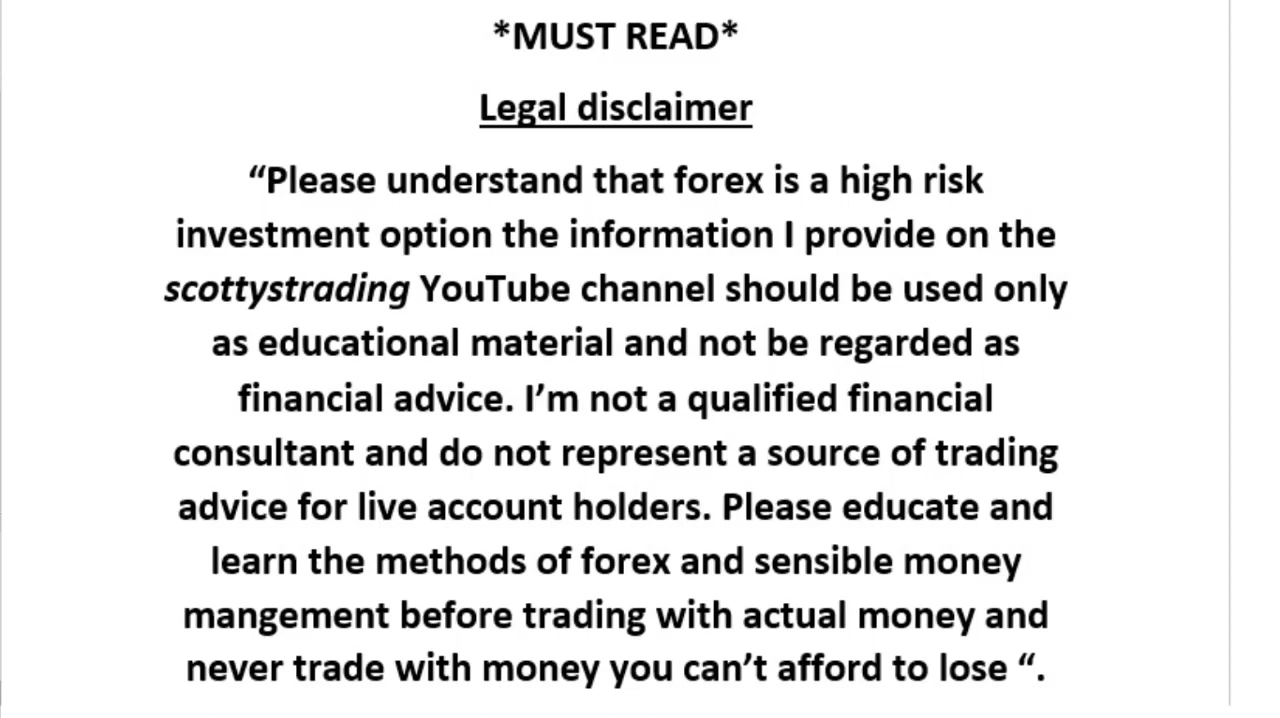 *MUST READ*
Legal disclaimer
“Please understand that forex is a high risk
investment option the information I provide on the
scottystrading YouTube channel should be used only
as educational material and not be regarded as
financial advice. I’m not a qualified financial
consultant and do not represent a source of trading
advice for live account holders. Please educate and
learn the methods of forex and sensible money
mangement before trading with actual money and
never trade with money you can’t afford to lose “.